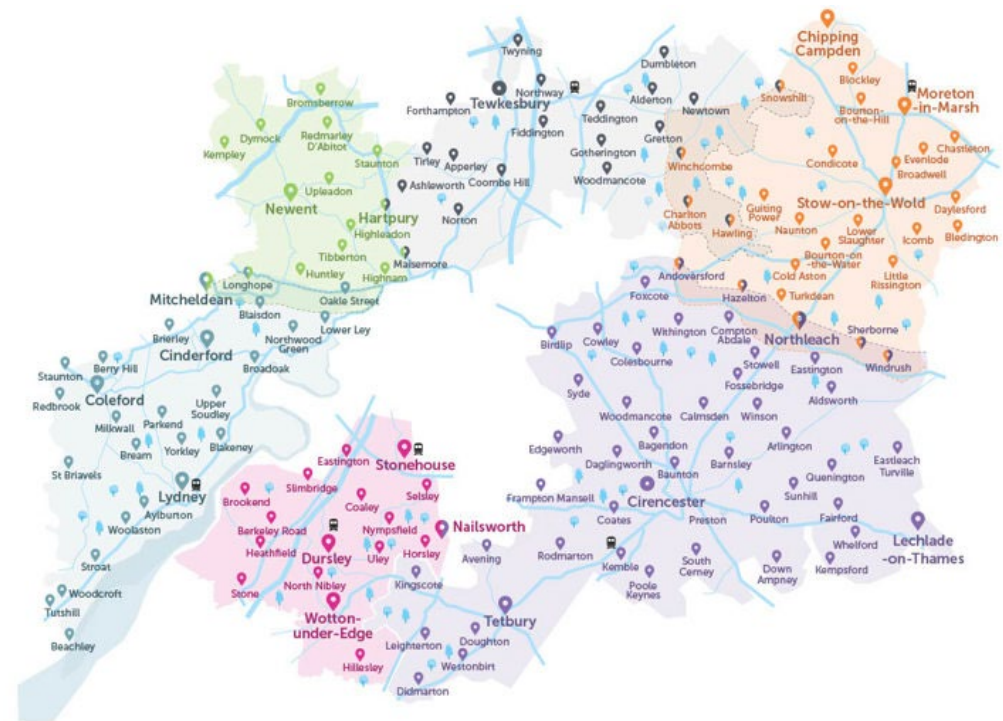 Chipping
Campden
Twyning
Dumbleton
Blockley
Bromsberrow
Northway
Tewkesbury
Alderton
Newtown
Snowshill
Bourton-
on-the-Hill
Moreton
-in-Marsh
Forthampton
Teddington
Dymock
Redmarley
D'Abitot
Fiddington
Gretton
Kempley
Staunton
Tirley
Apperley
Gotherington
Winchcombe
Condicote
Evenlode
Chastleton
Broadwell
Upleadon
Ashleworth
Coombe Hill
Woodmancote
Newent
Hartpury
Norton
Charlton
Abbots
Guiting
Power
Stow-on-the-Wold
Daylesford
Highleadon
Hawling
Naunton
Lower
Slaughter
Icomb
Bledington
Tibberton
Maisemore
Bourton-on
-the-Water
Huntley
Highnam
Andoversford
Cold Aston
Little
Rissington
Mitcheldean
Longhope
Oakle Street
Foxcote
Hazelton
Turkdean
Blaisdon
Brierley
Northwood
Green
Lower Ley
Withington
Compton
Abdale
Northleach
Sherborne
Cinderford
Birdlip
Cowley
Staunton
Berry Hill
Broadoak
Colesbourne
Stowell
Eastington
Windrush
Coleford
Syde
Fossebridge
Redbrook
Upper
Soudley
Aldsworth
Milkwall
Parkend
Woodmancote
Calmsden
Winson
Bream
Yorkley
Blakeney
Edgeworth
Bagendon
Arlington
Eastington
Stonehouse
Daglingworth
Baunton
Barnsley
Eastleach
Turville
St Briavels
Slimbridge
Quenington
Lydney
Brookend
Coaley
Selsley
Frampton Mansell
Cirencester
Sunhill
Aylburton
Berkeley Road
Nympsfield
Nailsworth
Coates
Preston
Poulton
Fairford
Woolaston
Heathfield
Dursley
Uley
Horsley
Lechlade
-on-Thames
Whelford
Stroat
Avening
Rodmarton
Kemble
South
Cerney
Down
Ampney
Kempsford
Stone
North Nibley
Kingscote
Poole
Keynes
Woodcroft
Tutshill
Wotton-
under-Edge
Tetbury
Beachley
Leighterton
Doughton
Hillesley
Westonbirt
Didmarton